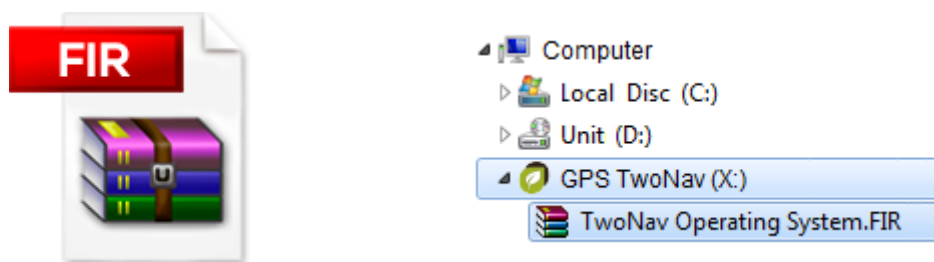 FIR
U
Computer
Local Disc (C:)
Unit (D:)
GPS TwoNav (X:)
TwoNav Operating System.FIR